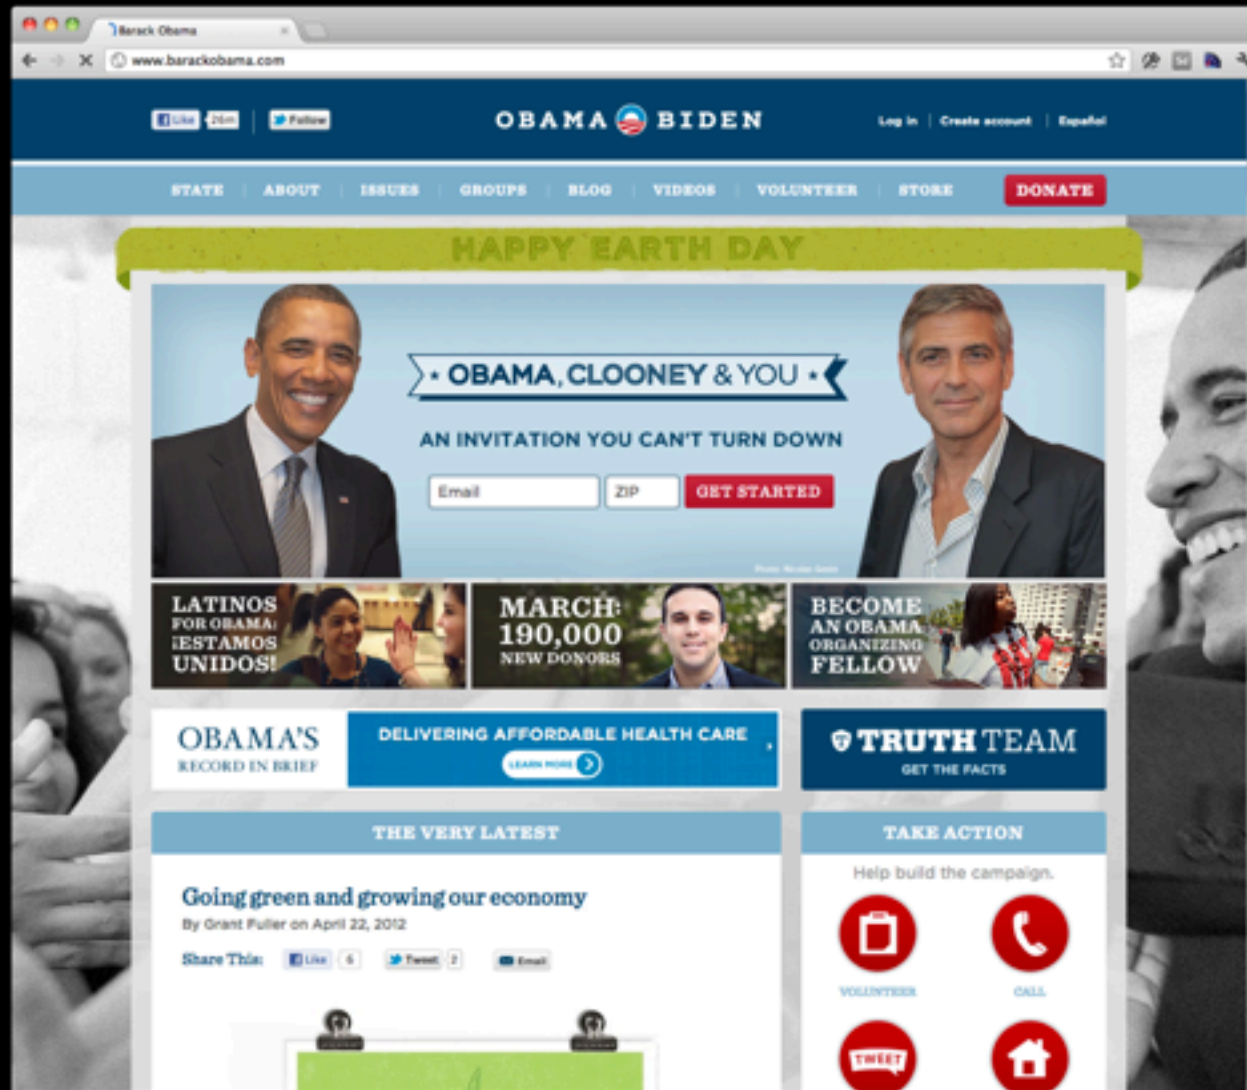 Barack Obama
www.barackobama.com
Like 26m Follow
OBAMA BIDEN
Log in Create account Español
STATE ABOUT ISSUES GROUPS BLOG VIDEOS VOLUNTEER STORE DONATE
HAPPY EARTH DAY
OBAMA, CLOONEY & YOU
AN INVITATION YOU CAN'T TURN DOWN
Email ZIP GET STARTED
LATINOS
FOR OBAMA:
¡ESTAMOS
UNIDOS!
MARCH:
190,000
NEW DONORS
BECOME
AN OBAMA
ORGANIZING
FELLOW
OBAMA'S
RECORD IN BRIEF
DELIVERING AFFORDABLE HEALTH CARE
LEARN MORE
TRUTH TEAM
GET THE FACTS
THE VERY LATEST
Going green and growing our economy
By Grant Fuller on April 22, 2012
Share This: Like 6 Tweet 2 Email
TAKE ACTION
Help build the campaign.
VOLUNTEER CALL
TWEET